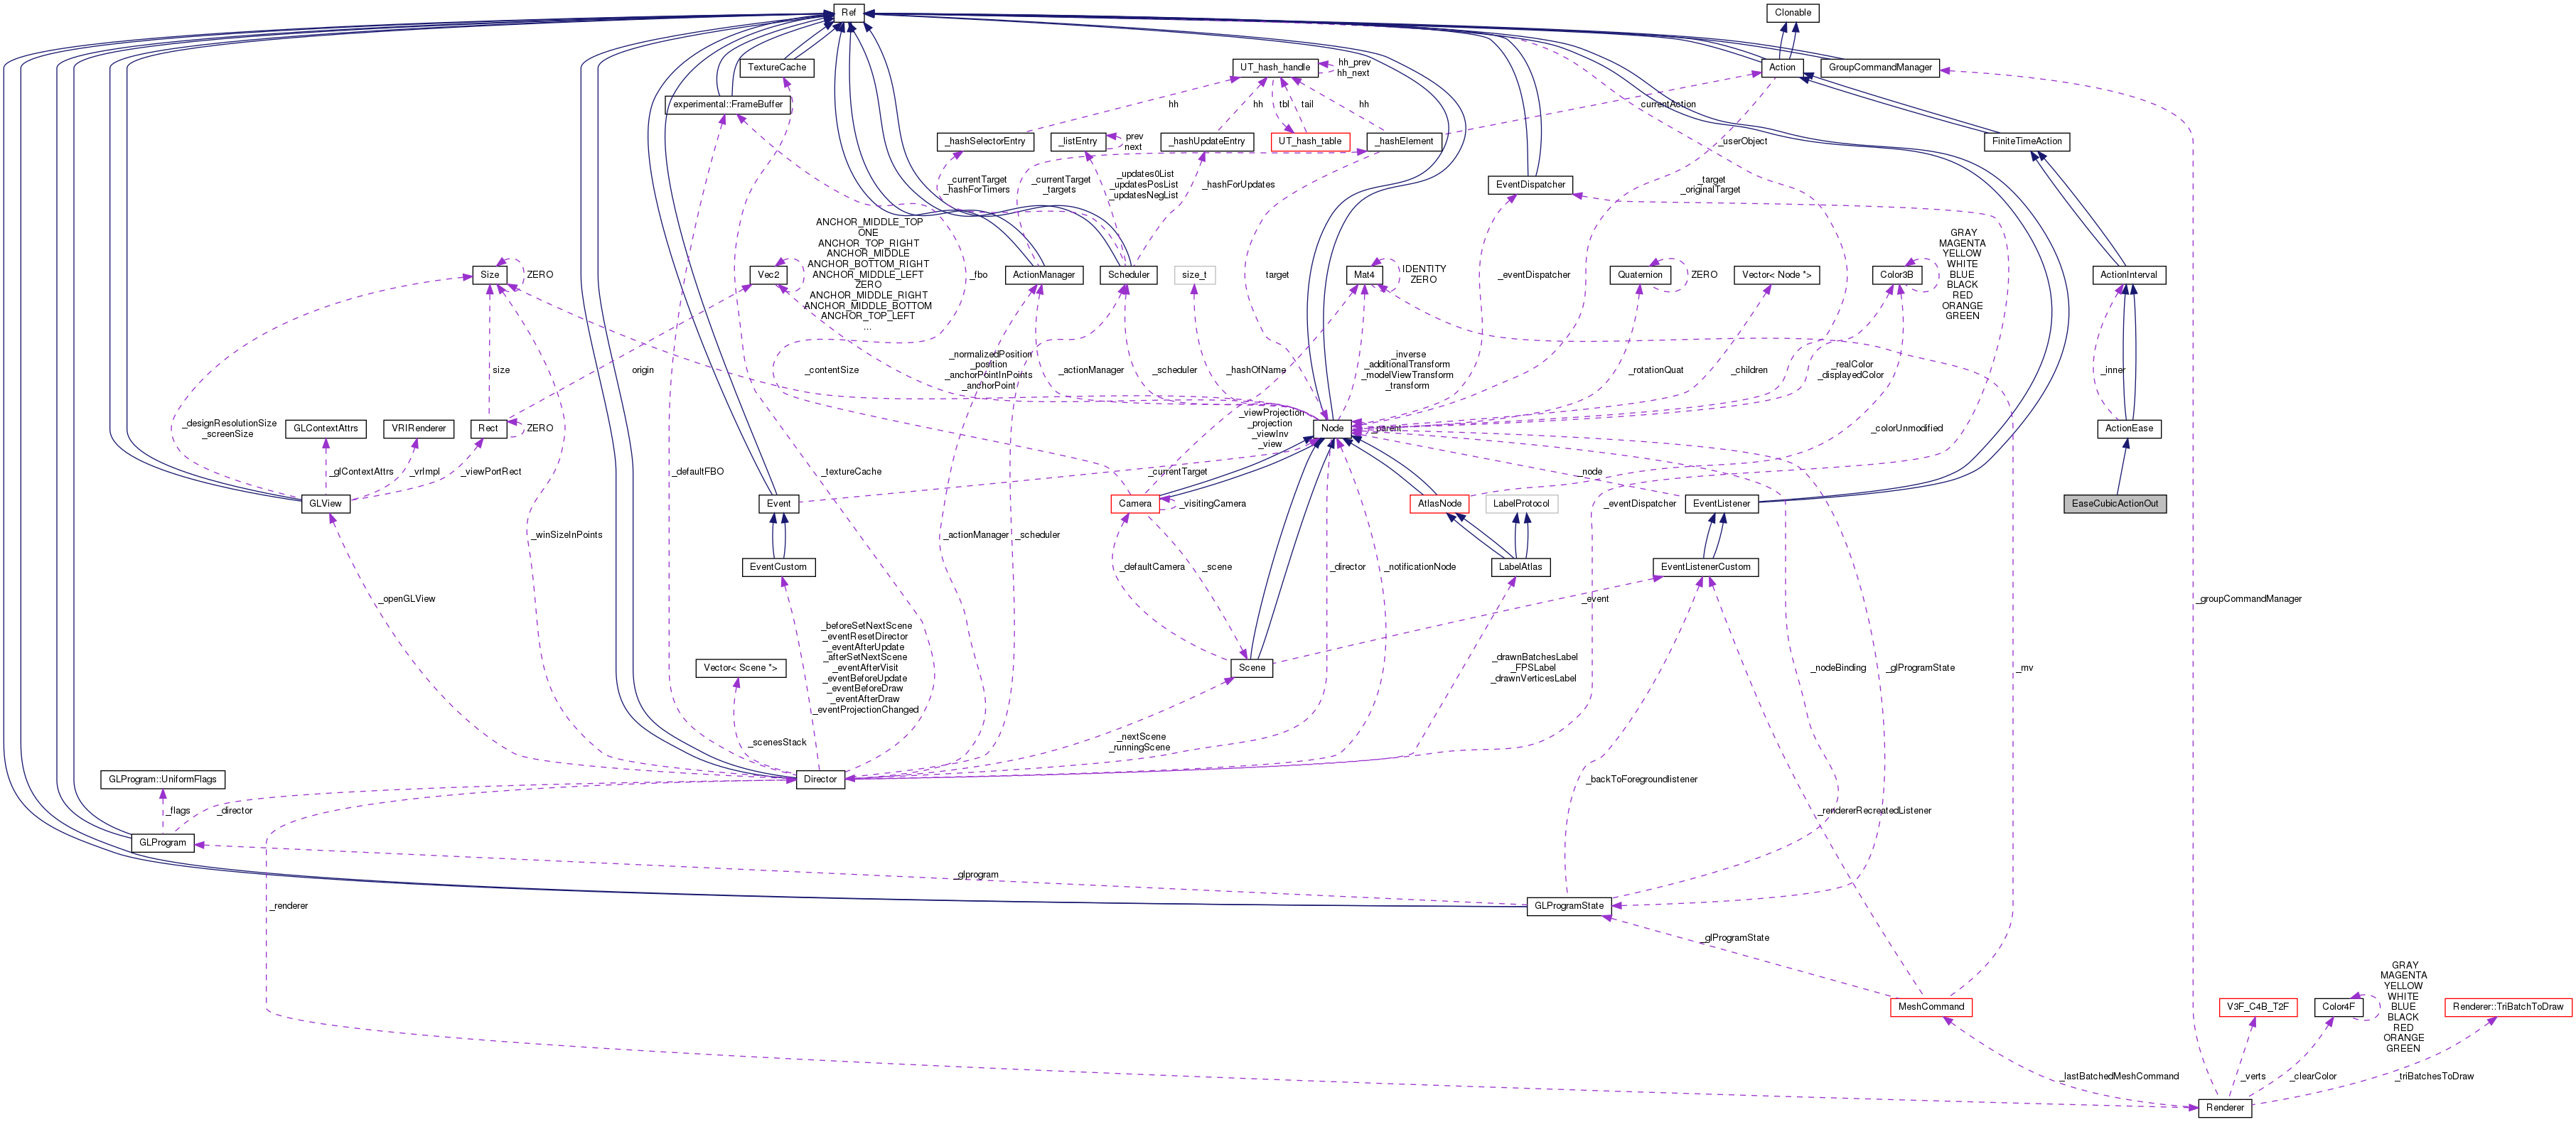 Ref
Clonable
TextureCache
UT_hash_handle
hh_prev
hh_next
Action
GroupCommandManager
experimental::FrameBuffer
hh
hh
tbl
tail
hh
currentAction
_hashSelectorEntry
_listEntry
prev
next
_hashUpdateEntry
UT_hash_table
_hashElement
_userObject
FiniteTimeAction
_currentTarget
_hashForTimers
_currentTarget
_targets
_updates0List
_updatesPosList
_updatesNegList
_hashForUpdates
EventDispatcher
_target
_originalTarget
Size
ZERO
Vec2
ANCHOR_MIDDLE_TOP
ONE
ANCHOR_TOP_RIGHT
ANCHOR_MIDDLE
ANCHOR_BOTTOM_RIGHT
ANCHOR_MIDDLE_LEFT
ZERO
ANCHOR_MIDDLE_RIGHT
ANCHOR_MIDDLE_BOTTOM
ANCHOR_TOP_LEFT
...
_fbo
ActionManager
Scheduler
size_t
target
Mat4
IDENTITY
ZERO
_eventDispatcher
Quaternion
ZERO
Vector< Node *>
Color3B
GRAY
MAGENTA
YELLOW
WHITE
BLUE
BLACK
RED
ORANGE
GREEN
ActionInterval
size
origin
_contentSize
_normalizedPosition
_position
_anchorPointInPoints
_anchorPoint
_actionManager
_scheduler
_hashOfName
_inverse
_additionalTransform
_modelViewTransform
_transform
_rotationQuat
_children
_realColor
_displayedColor
_inner
_designResolutionSize
_screenSize
GLContextAttrs
VRIRenderer
Rect
ZERO
_viewProjection
_projection
_viewInv
_view
Node
_parent
_colorUnmodified
ActionEase
_glContextAttrs
_vrImpl
_viewPortRect
_defaultFBO
_textureCache
_currentTarget
_node
GLView
Event
Camera
_visitingCamera
AtlasNode
LabelProtocol
_eventDispatcher
EventListener
EaseCubicActionOut
_winSizeInPoints
_actionManager
_scheduler
EventCustom
_defaultCamera
_scene
_director
_notificationNode
LabelAtlas
EventListenerCustom
_openGLView
_event
_groupCommandManager
_beforeSetNextScene
_eventResetDirector
_eventAfterUpdate
_afterSetNextScene
_eventAfterVisit
_eventBeforeUpdate
_eventBeforeDraw
_eventAfterDraw
_eventProjectionChanged
Vector< Scene *>
Scene
_drawnBatchesLabel
_FPSLabel
_drawnVerticesLabel
_nodeBinding
_glProgramState
_mv
_scenesStack
_nextScene
_runningScene
GLProgram::UniformFlags
Director
_backToForegroundlistener
_flags
_director
_rendererRecreatedListener
GLProgram
_glprogram
_renderer
GLProgramState
_glProgramState
GRAY
MAGENTA
YELLOW
WHITE
BLUE
BLACK
RED
ORANGE
GREEN
MeshCommand
V3F_C4B_T2F
Color4F
Renderer::TriBatchToDraw
_lastBatchedMeshCommand
_verts
_clearColor
_triBatchesToDraw
Renderer